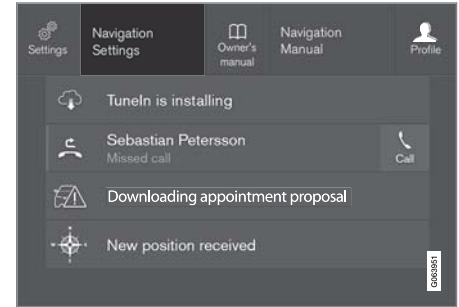 Settings
Navigation
Settings
Owner's
manual
Navigation
Manual
Profile
TuneIn is installing
Sebastian Petersson
Missed call
Call
Downloading appointment proposal
New position received
G063951